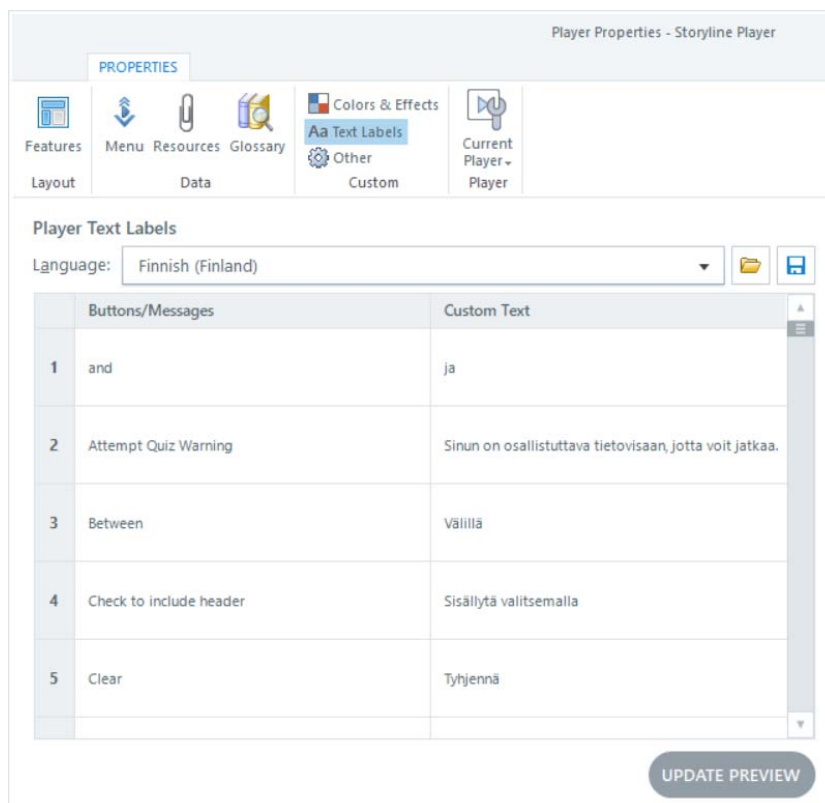 Player Properties - Storyline Player
PROPERTIES
Features
Menu
Resources
Glossary
Colors & Effects
Aa Text Labels
Other
Current
Player
Layout
Data
Custom
Player
Player Text Labels
Language: Finnish (Finland)
Buttons/Messages Custom Text
1 and ja
2 Attempt Quiz Warning Sinun on osallistuttava tietovisaan, jotta voit jatkaa.
3 Between Välillä
4 Check to include header Sisällytä valitsemalla
5 Clear Tyhjennä
UPDATE PREVIEW